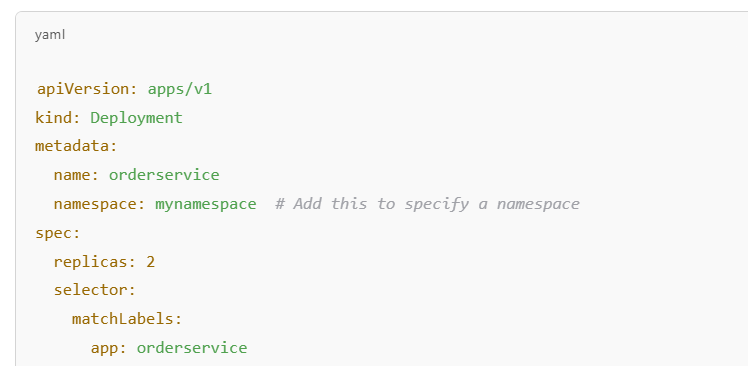 yaml
apiVersion: apps/v1
kind: Deployment
metadata:
  name: orderservice
  namespace: mynamespace  # Add this to specify a namespace
spec:
  replicas: 2
  selector:
    matchLabels:
      app: orderservice